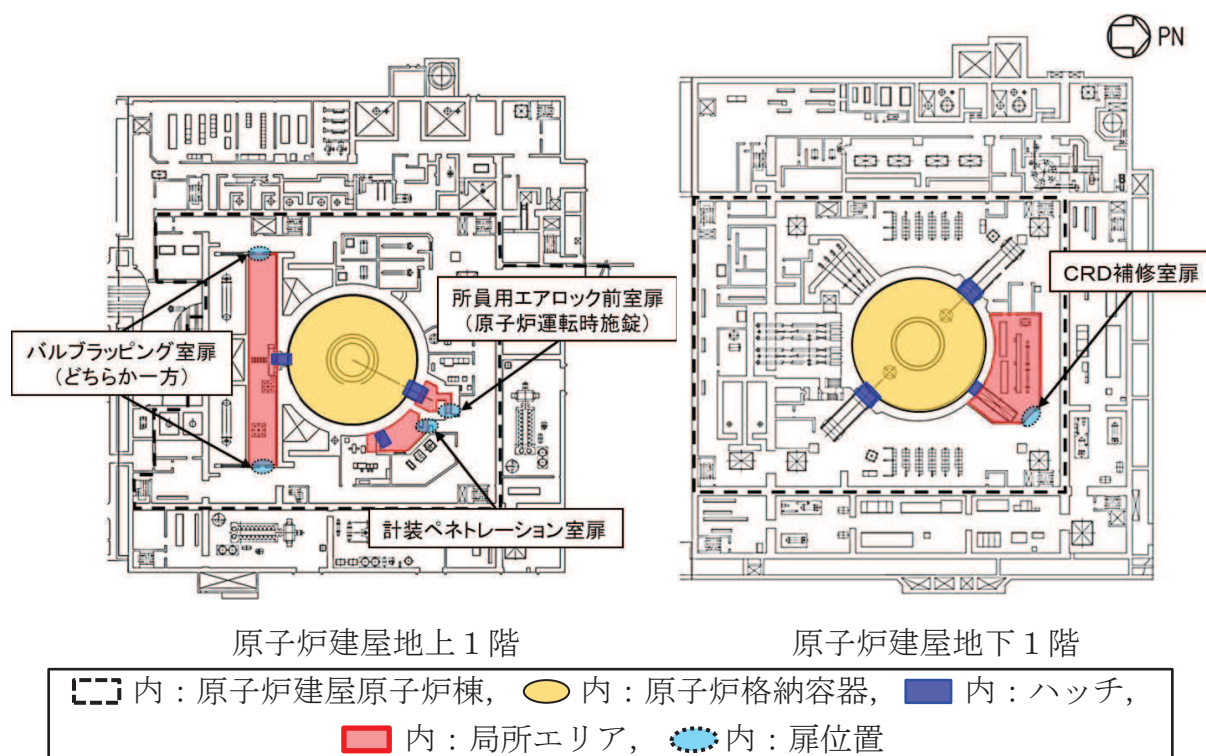 PN
所員用エアロック前室扉
(原子炉運転時施錠)
CRD補修室扉
バルブラッピング室扉
(どちらか一方)
計装ペネトレーション室扉
原子炉建屋地上1階
原子炉建屋地下1階
内:原子炉建屋原子炉棟, 内:原子炉格納容器, 内:ハッチ,
内:局所エリア, 内:扉位置